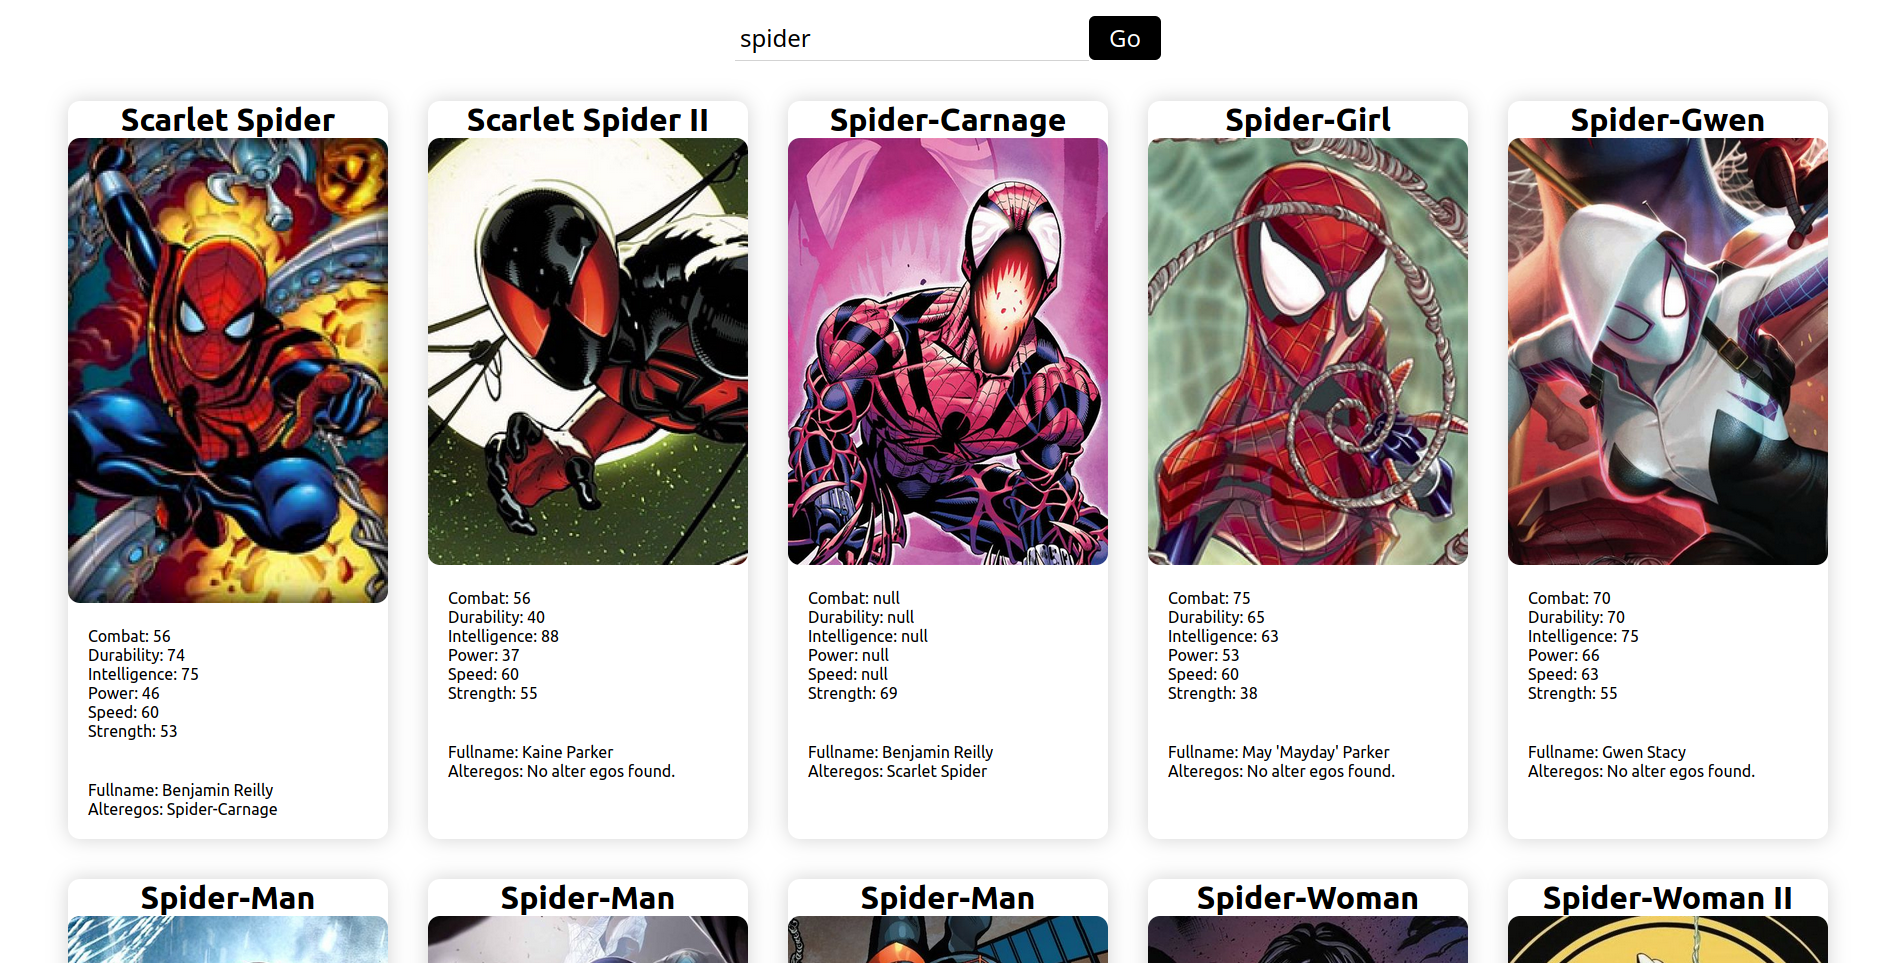 spider
Go
Scarlet Spider
Combat: 56
Durability: 74
Intelligence: 75
Power: 46
Speed: 60
Strength: 53
Fullname: Benjamin Reilly
Alteregos: Spider-Carnage
Scarlet Spider II
Combat: 56
Durability: 40
Intelligence: 88
Power: 37
Speed: 60
Strength: 55
Fullname: Kaine Parker
Alteregos: No alter egos found.
Spider-Carnage
Combat: null
Durability: null
Intelligence: null
Power: null
Speed: null
Strength: 69
Fullname: Benjamin Reilly
Alteregos: Scarlet Spider
Spider-Girl
Combat: 75
Durability: 65
Intelligence: 63
Power: 53
Speed: 60
Strength: 38
Fullname: May 'Mayday' Parker
Alteregos: No alter egos found.
Spider-Gwen
Combat: 70
Durability: 70
Intelligence: 75
Power: 66
Speed: 63
Strength: 55
Fullname: Gwen Stacy
Alteregos: No alter egos found.
Spider-Man
Spider-Man
Spider-Man
Spider-Woman
Spider-Woman II